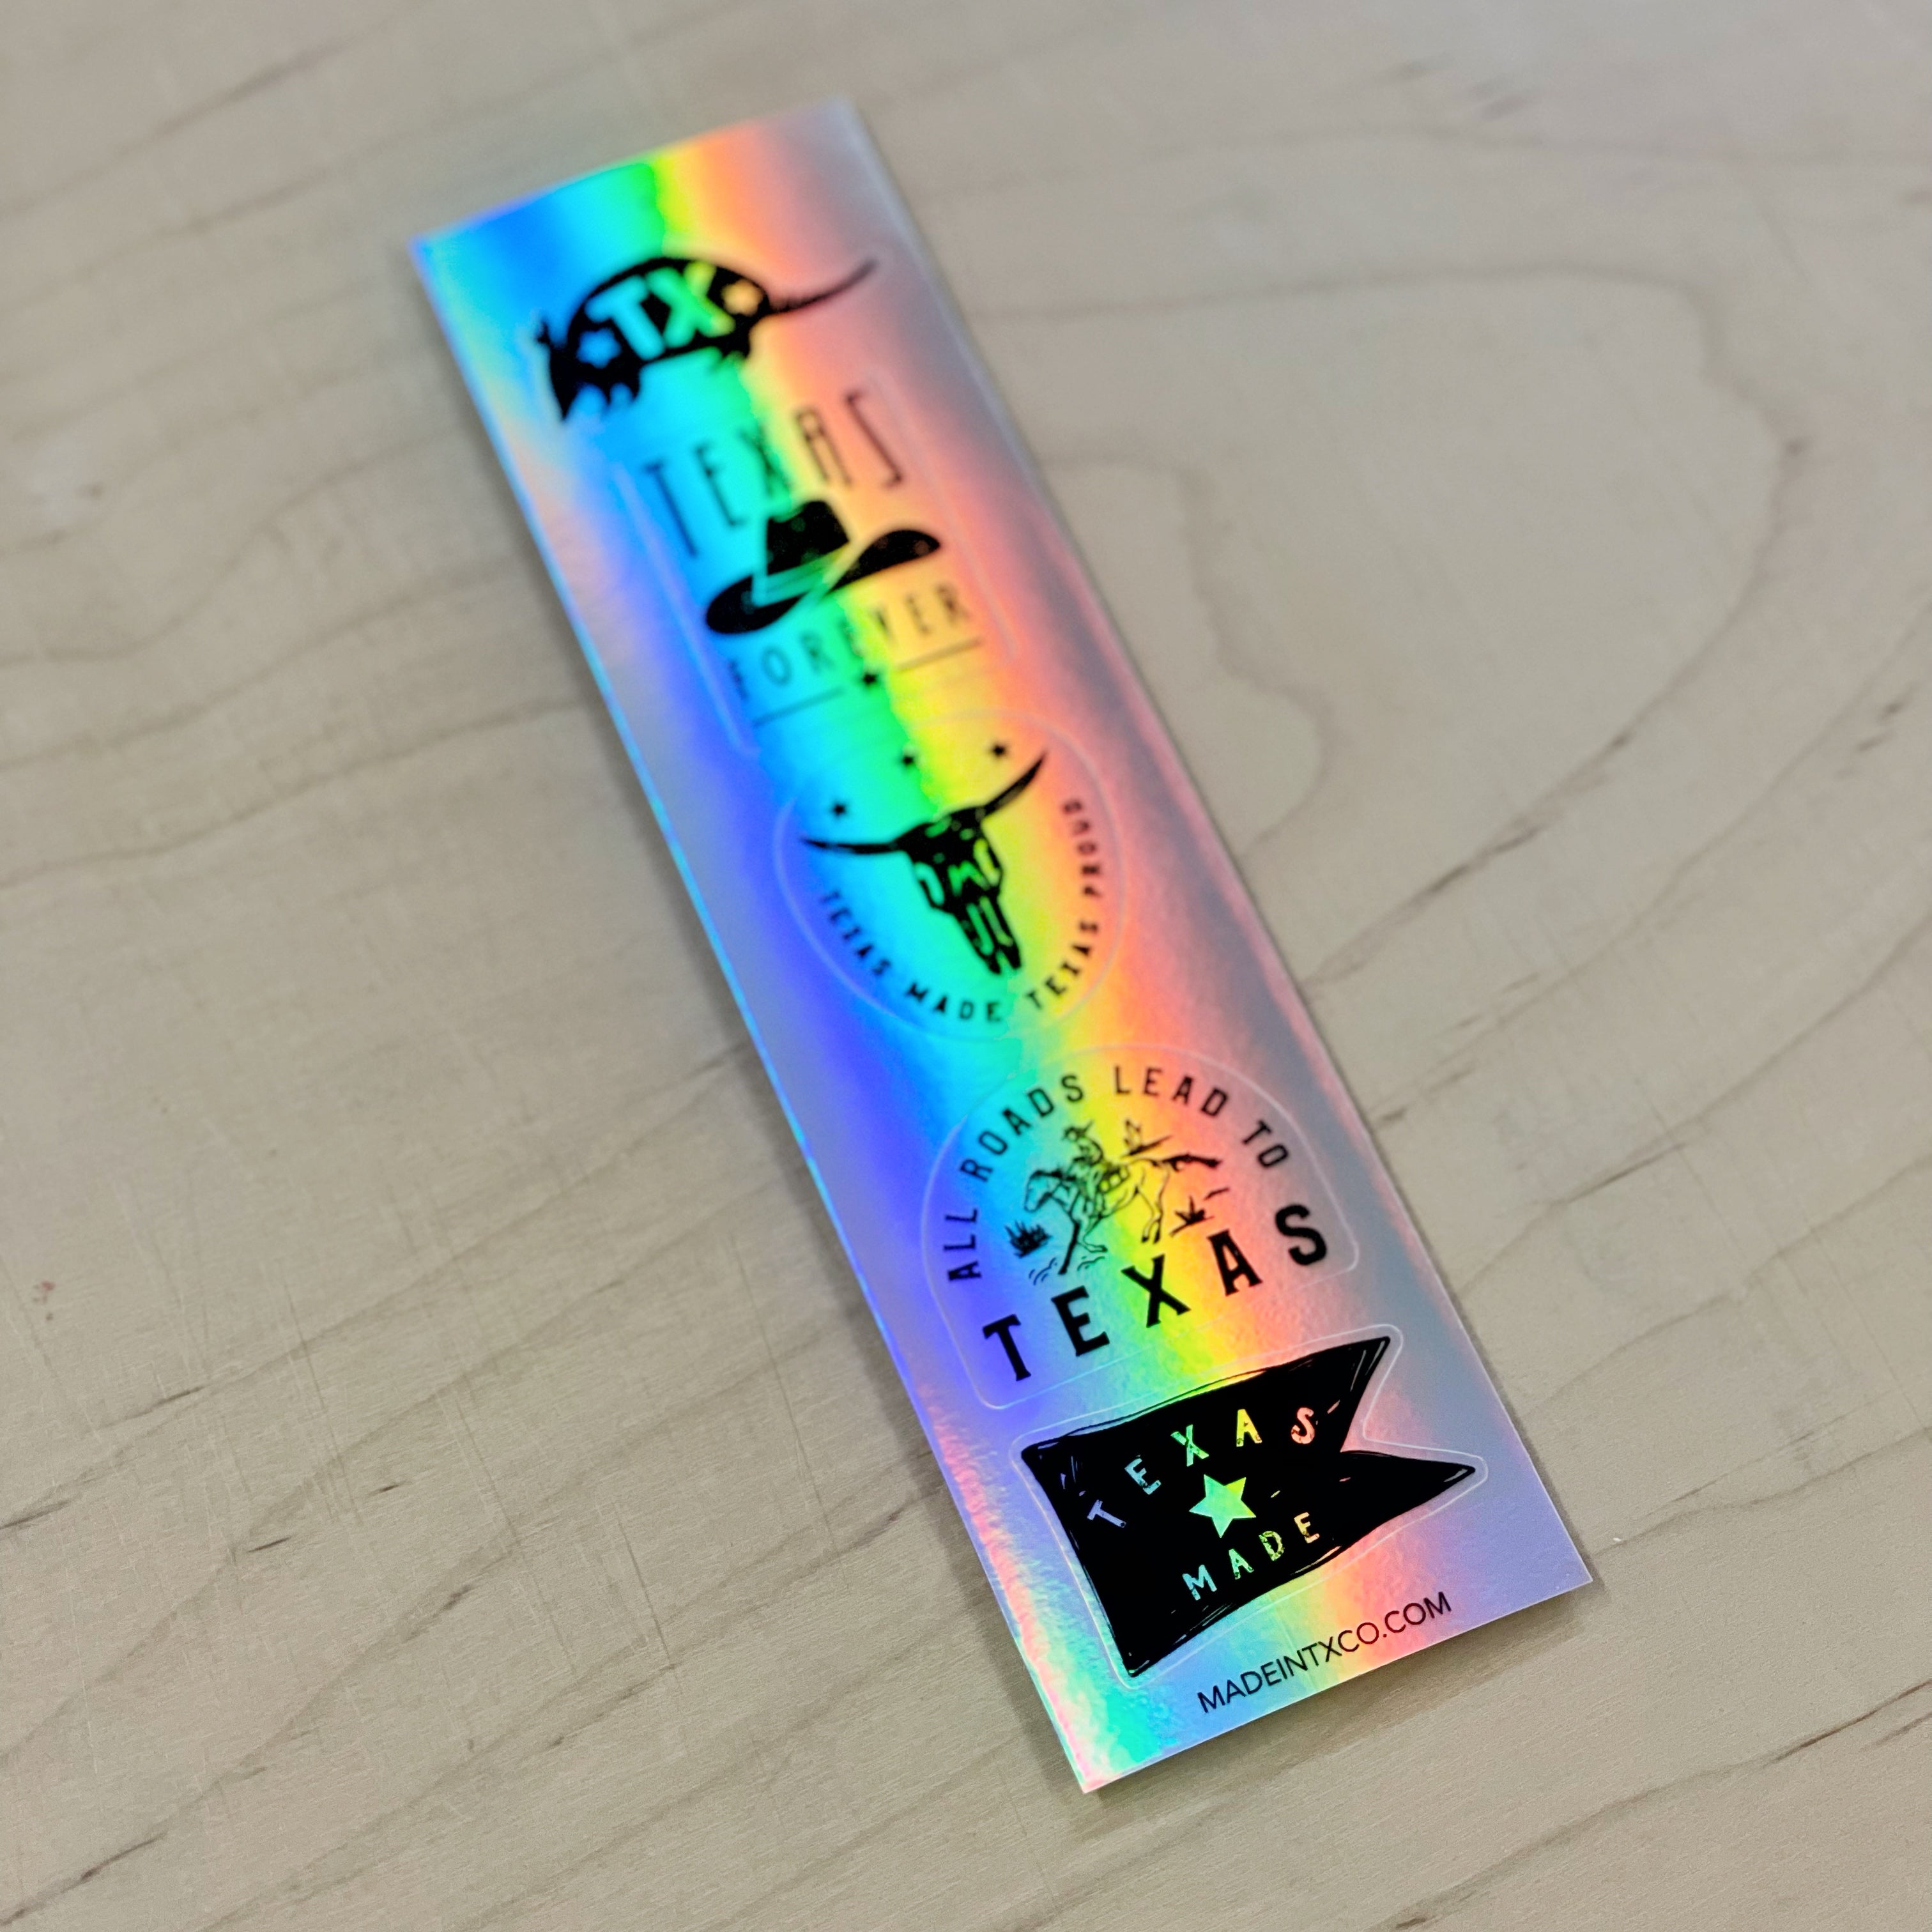 TX
TEXAS
FOREVER
TEXAS MADE TEXAS PROUD
ALL ROADS LEAD TO
TEXAS
TEXAS
MADE
MADEINTXCO.COM